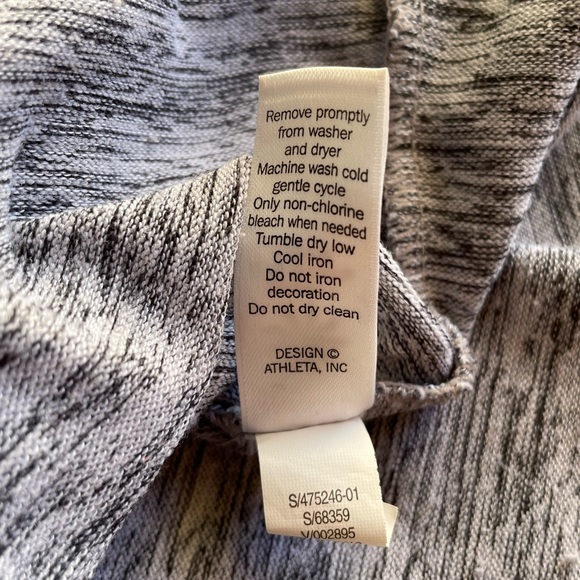 Remove promptly
from washer
and dryer
Machine wash cold
gentle cycle
Only non-chlorine
bleach when needed
Tumble dry low
Cool iron
Do not iron
decoration
Do not dry clean
DESIGN ©
ATHLETA, INC
S/475246-01
S/68359
V/002895